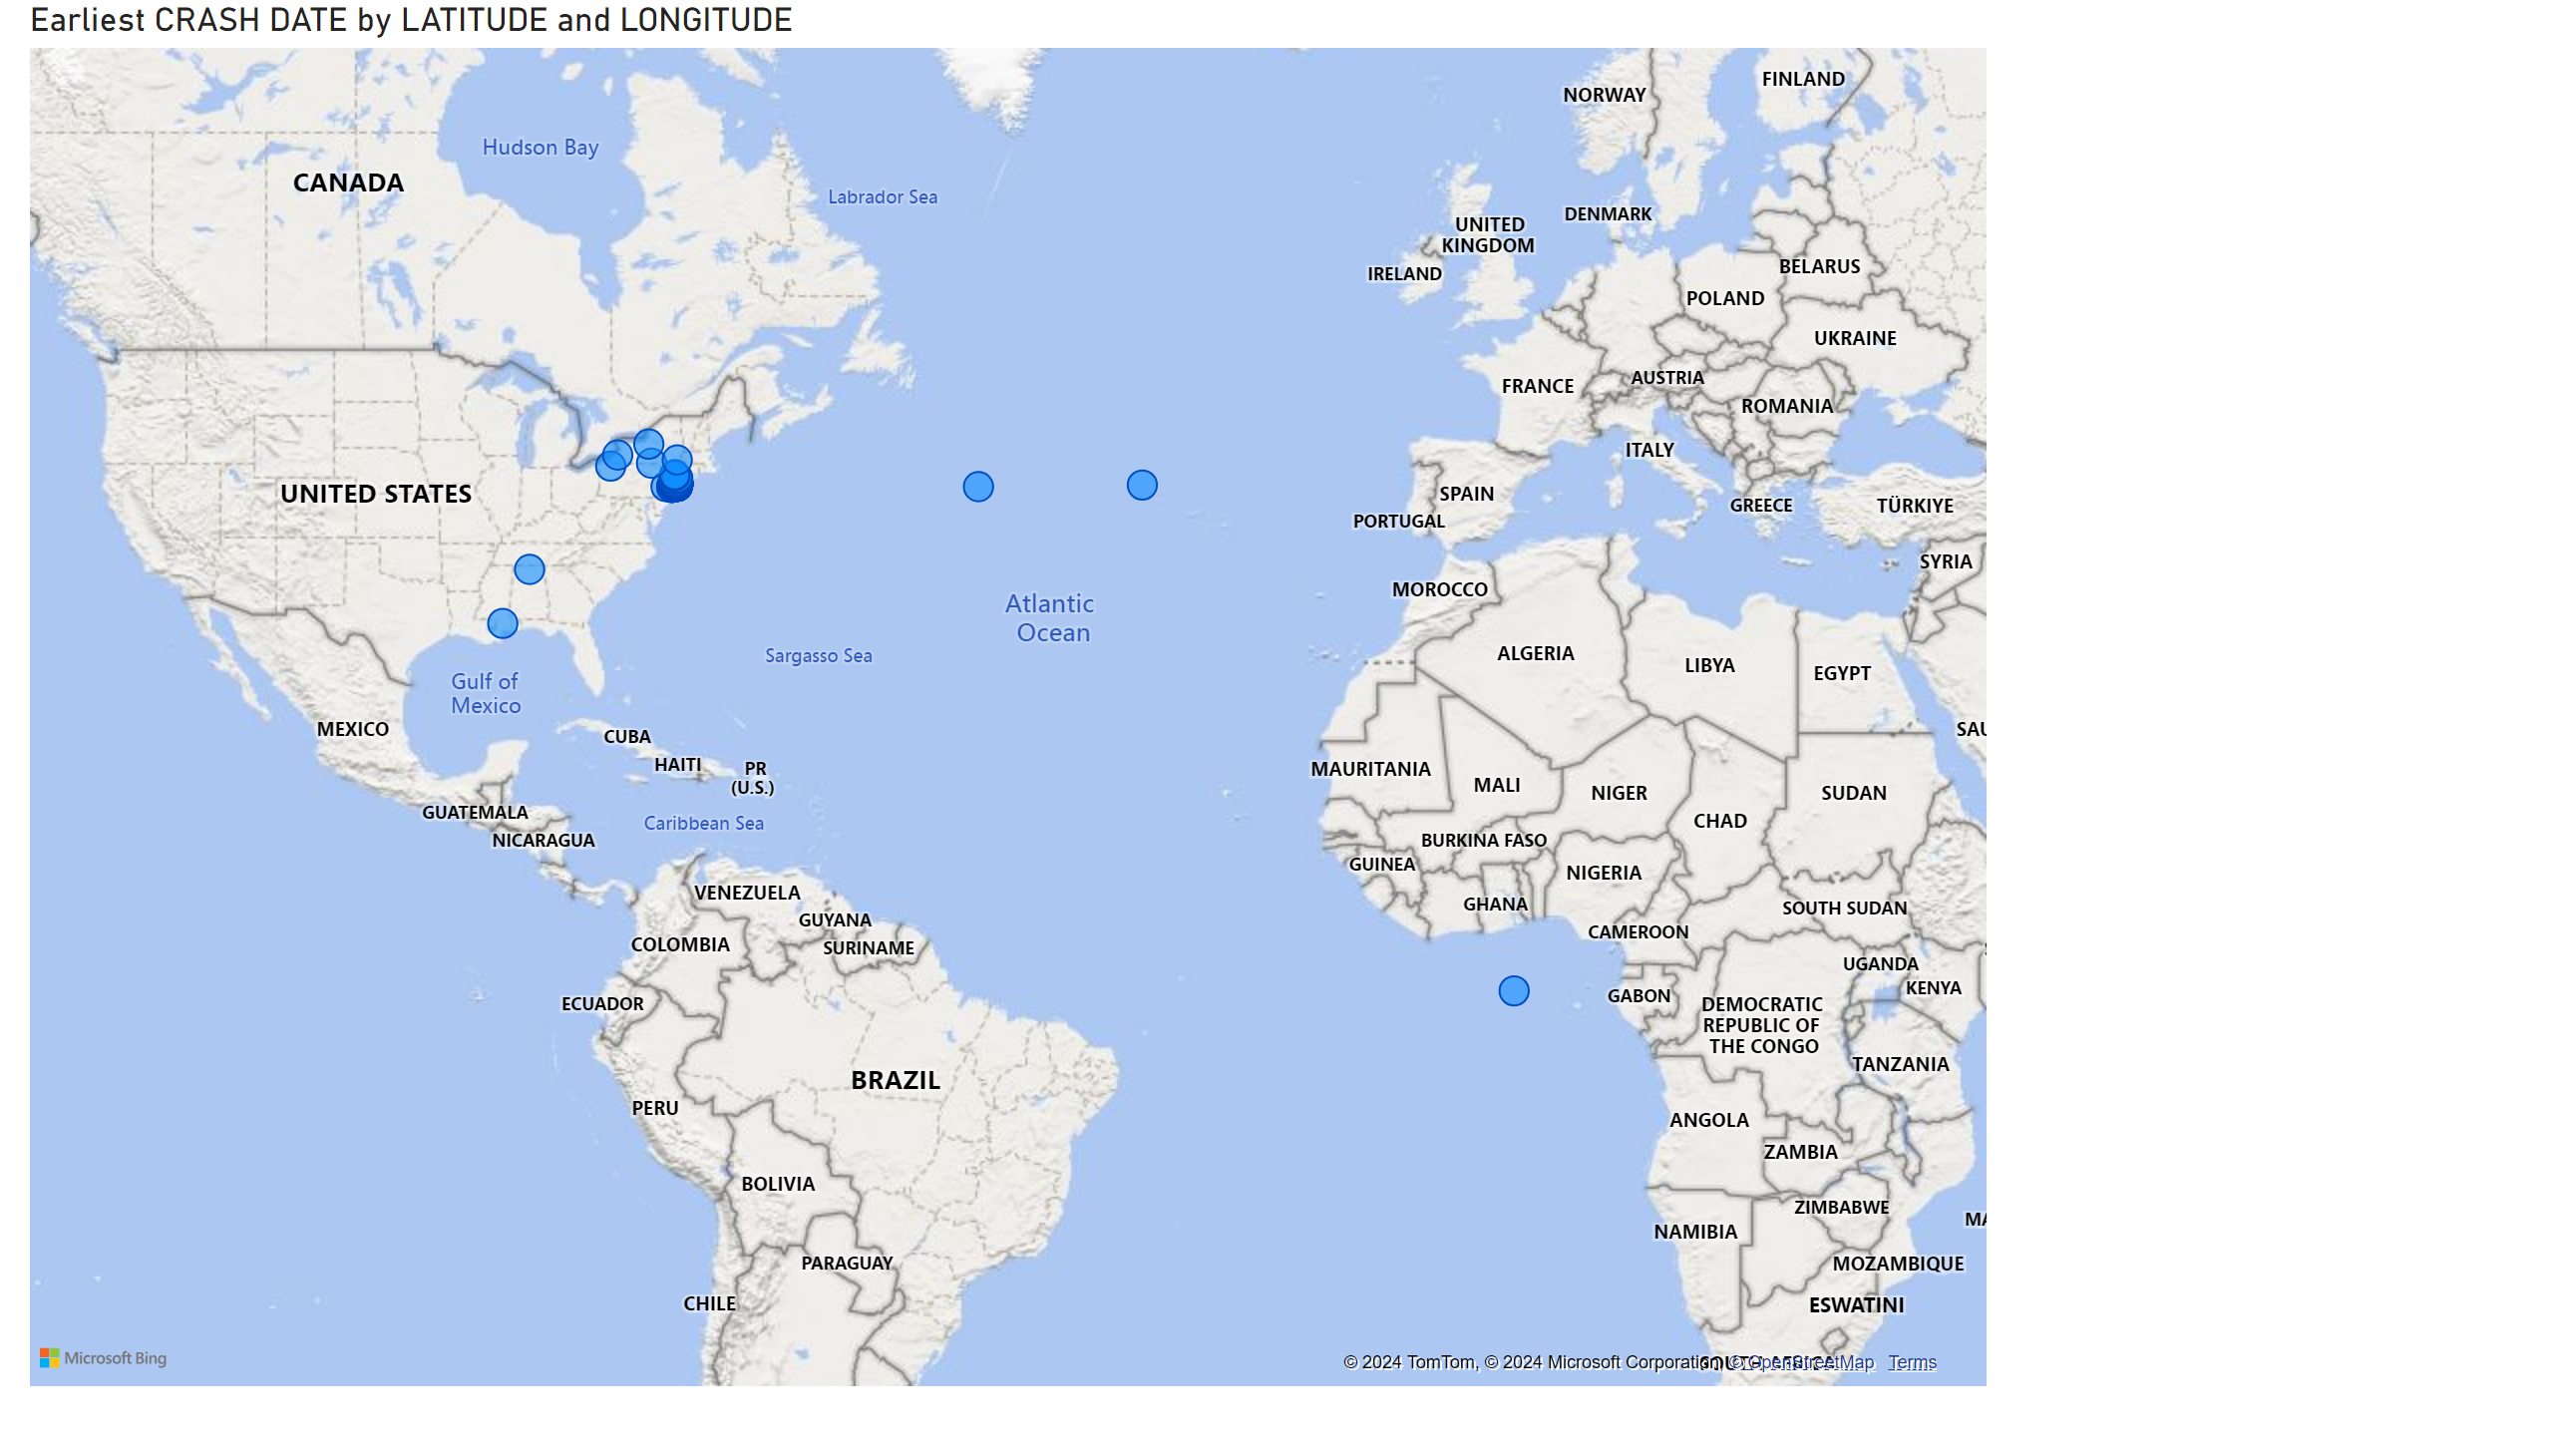 Earliest CRASH DATE by LATITUDE and LONGITUDE
FINLAND
NORWAY
Hudson Bay
CANADA
Labrador Sea
DENMARK
UNITED
KINGDOM
IRELAND
BELARUS
POLAND
UKRAINE
AUSTRIA
FRANCE
ROMANIA
ITALY
UNITED STATES
SPAIN
GREECE
TÜRKIYE
PORTUGAL
SYRIA
MOROCCO
Atlantic
Ocean
Sargasso Sea
ALGERIA
LIBYA
EGYPT
Gulf of
Mexico
MEXICO
CUBA
SAU
HAITI
PR
(U.S.)
MAURITANIA
MALI
NIGER
SUDAN
GUATEMALA
Caribbean Sea
CHAD
NICARAGUA
BURKINA FASO
GUINEA
NIGERIA
VENEZUELA
GHANA
SOUTH SUDAN
GUYANA
CAMEROON
COLOMBIA
SURINAME
UGANDA
KENYA
ECUADOR
GABON
DEMOCRATIC
REPUBLIC OF
THE CONGO
TANZANIA
BRAZIL
PERU
ANGOLA
ZAMBIA
BOLIVIA
ZIMBABWE
MA
NAMIBIA
PARAGUAY
MOZAMBIQUE
CHILE
ESWATINI
Microsoft Bing
© 2024 TomTom, © 2024 Microsoft Corporation, © OpenStreetMap Terms